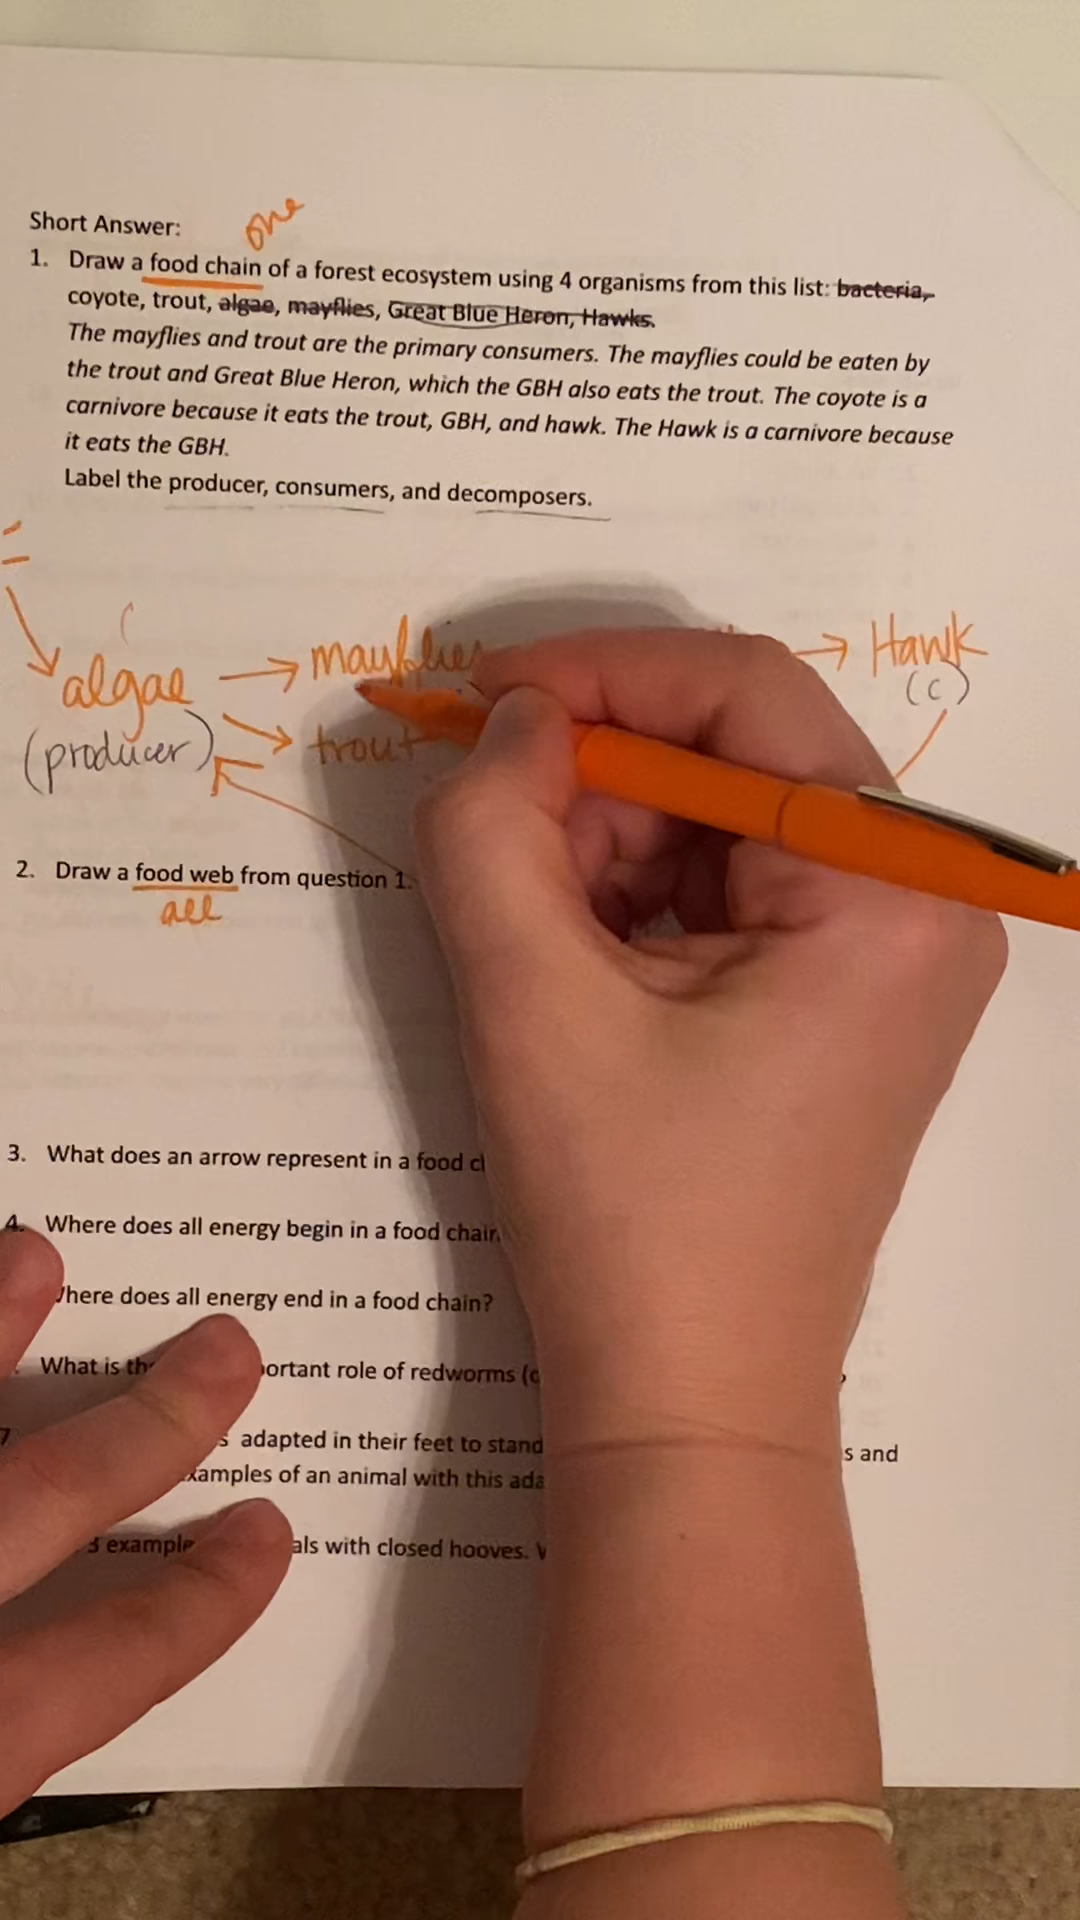 one
Short Answer:
1. Draw a food chain of a forest ecosystem using 4 organisms from this list: bacteria,
coyote, trout, algae, mayflies, Great Blue Heron, Hawks.
The mayflies and trout are the primary consumers. The mayflies could be eaten by
the trout and Great Blue Heron, which the GBH also eats the trout. The coyote is a
carnivore because it eats the trout, GBH, and hawk. The Hawk is a carnivore because
it eats the GBH.
Label the producer, consumers, and decomposers.
algae → mayflies → Hawk
(producer) → trout (c)
2. Draw a food web from question 1.
all
3. What does an arrow represent in a food
4. Where does all energy begin in a food chain
here does all energy end in a food chain?
What is ortant role of redworms
7 adapted in their feet to stand s and
examples of an animal with this
3 example als with closed hooves.